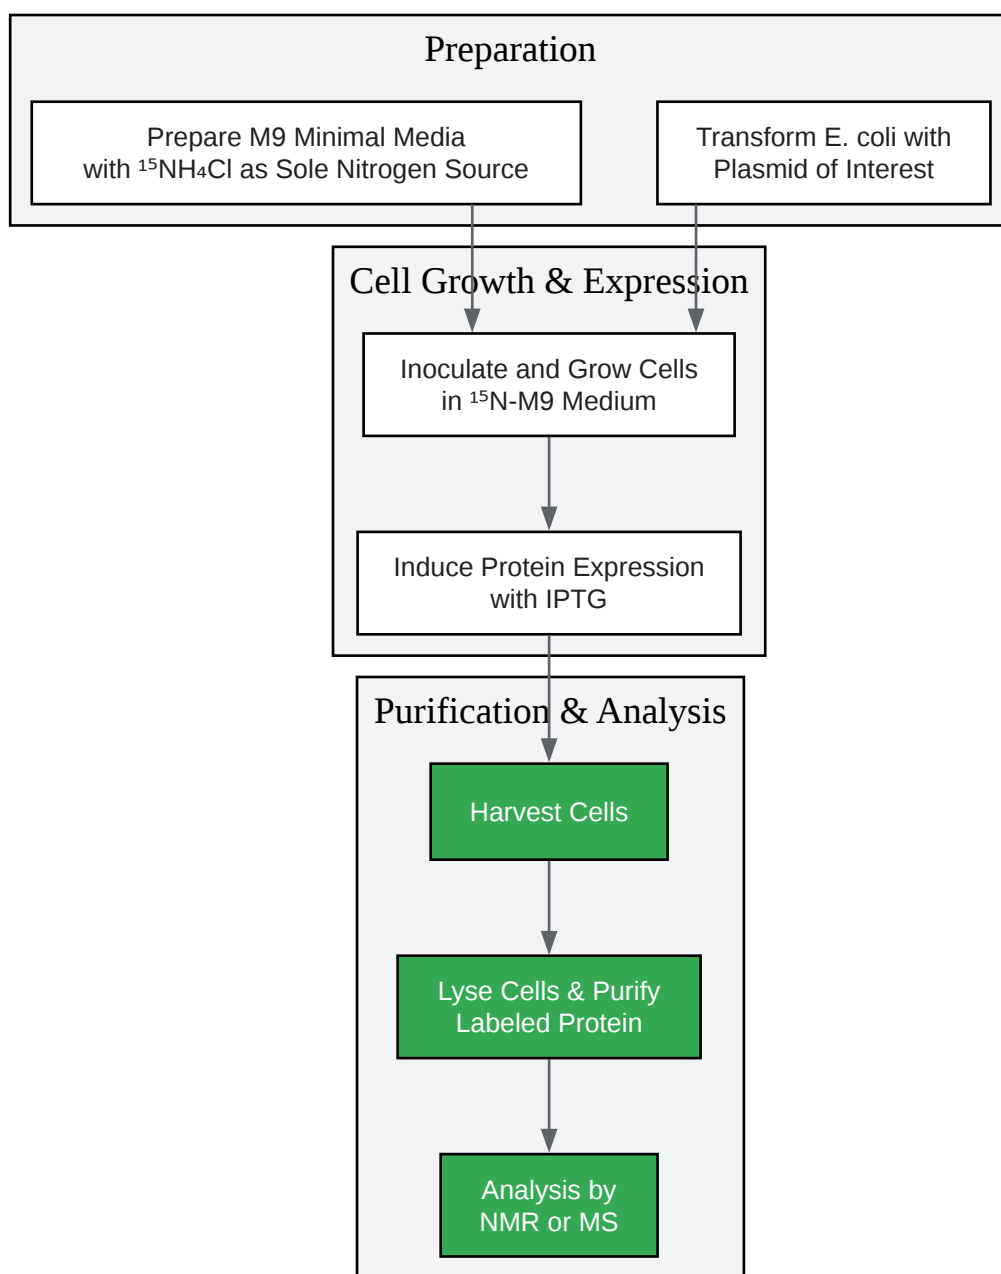 Preparation
Prepare M9 Minimal Media
with ¹⁵NH₄Cl as Sole Nitrogen Source
Transform E. coli with
Plasmid of Interest
Cell Growth & Expression
Inoculate and Grow Cells
in ¹⁵N-M9 Medium
Induce Protein Expression
with IPTG
Purification & Analysis
Harvest Cells
Lyse Cells & Purify
Labeled Protein
Analysis by
NMR or MS